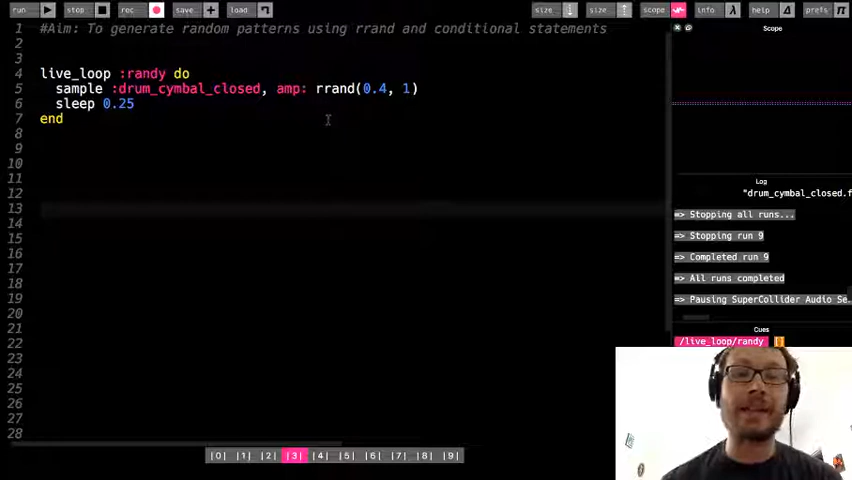 run stop rec save load size size scope info help prefs
1 #Aim: To generate random patterns using rrand and conditional statements
2
3
4 live_loop :randy do
5 sample :drum_cymbal_closed, amp: rrand(0.4, 1)
6 sleep 0.25
7 end
8
9
10
11
12
13
14
15
16
17
18
19
20
21
22
23
24
25
26
27
28
|0| |1| |2| |3| |4| |5| |6| |7| |8| |9|
Scope
Log
"drum_cymbal_closed.f
=> Stopping all runs...
=> Stopping run 9
=> Completed run 9
=> All runs completed
=> Pausing SuperCollider Audio Se
Cues
/live_loop/randy []